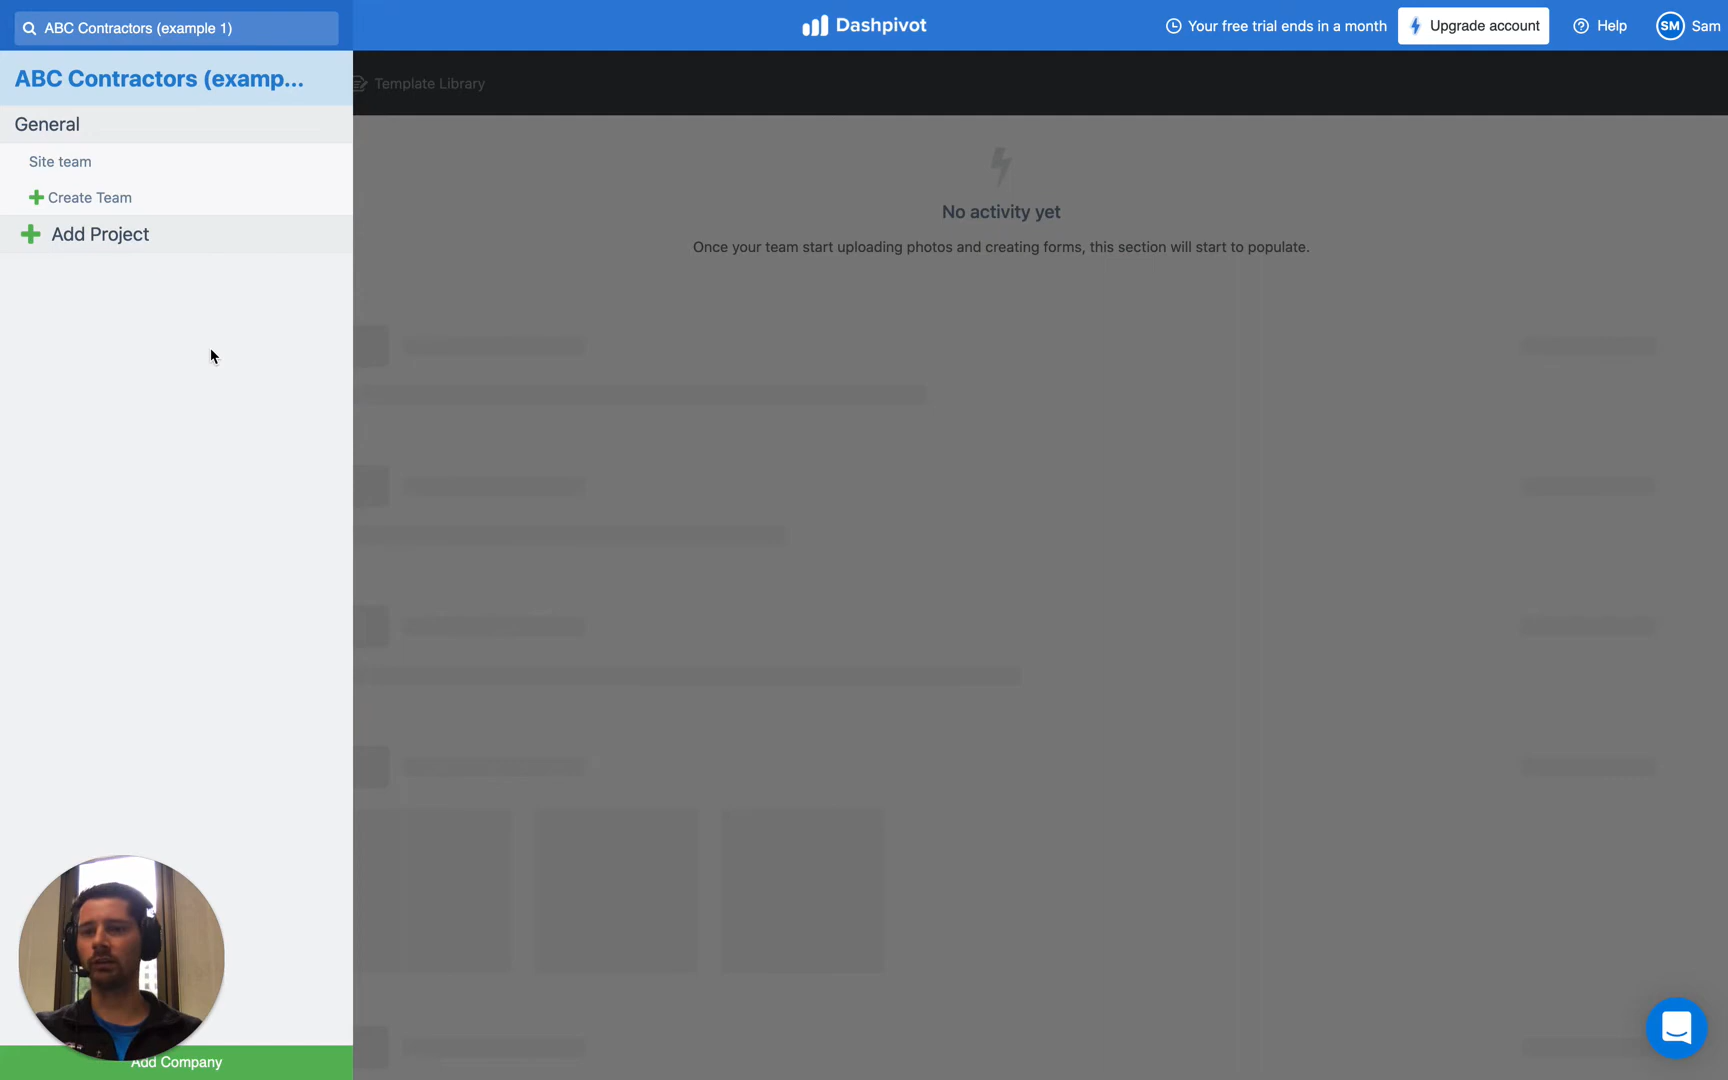 ABC Contractors (example 1)
Dashpivot
Your free trial ends in a month
Upgrade account
Help
SM
Sam
ABC Contractors (examp...
Template Library
General
Site team
Create Team
Add Project
No activity yet
Once your team start uploading photos and creating forms, this section will start to populate.
Add Company